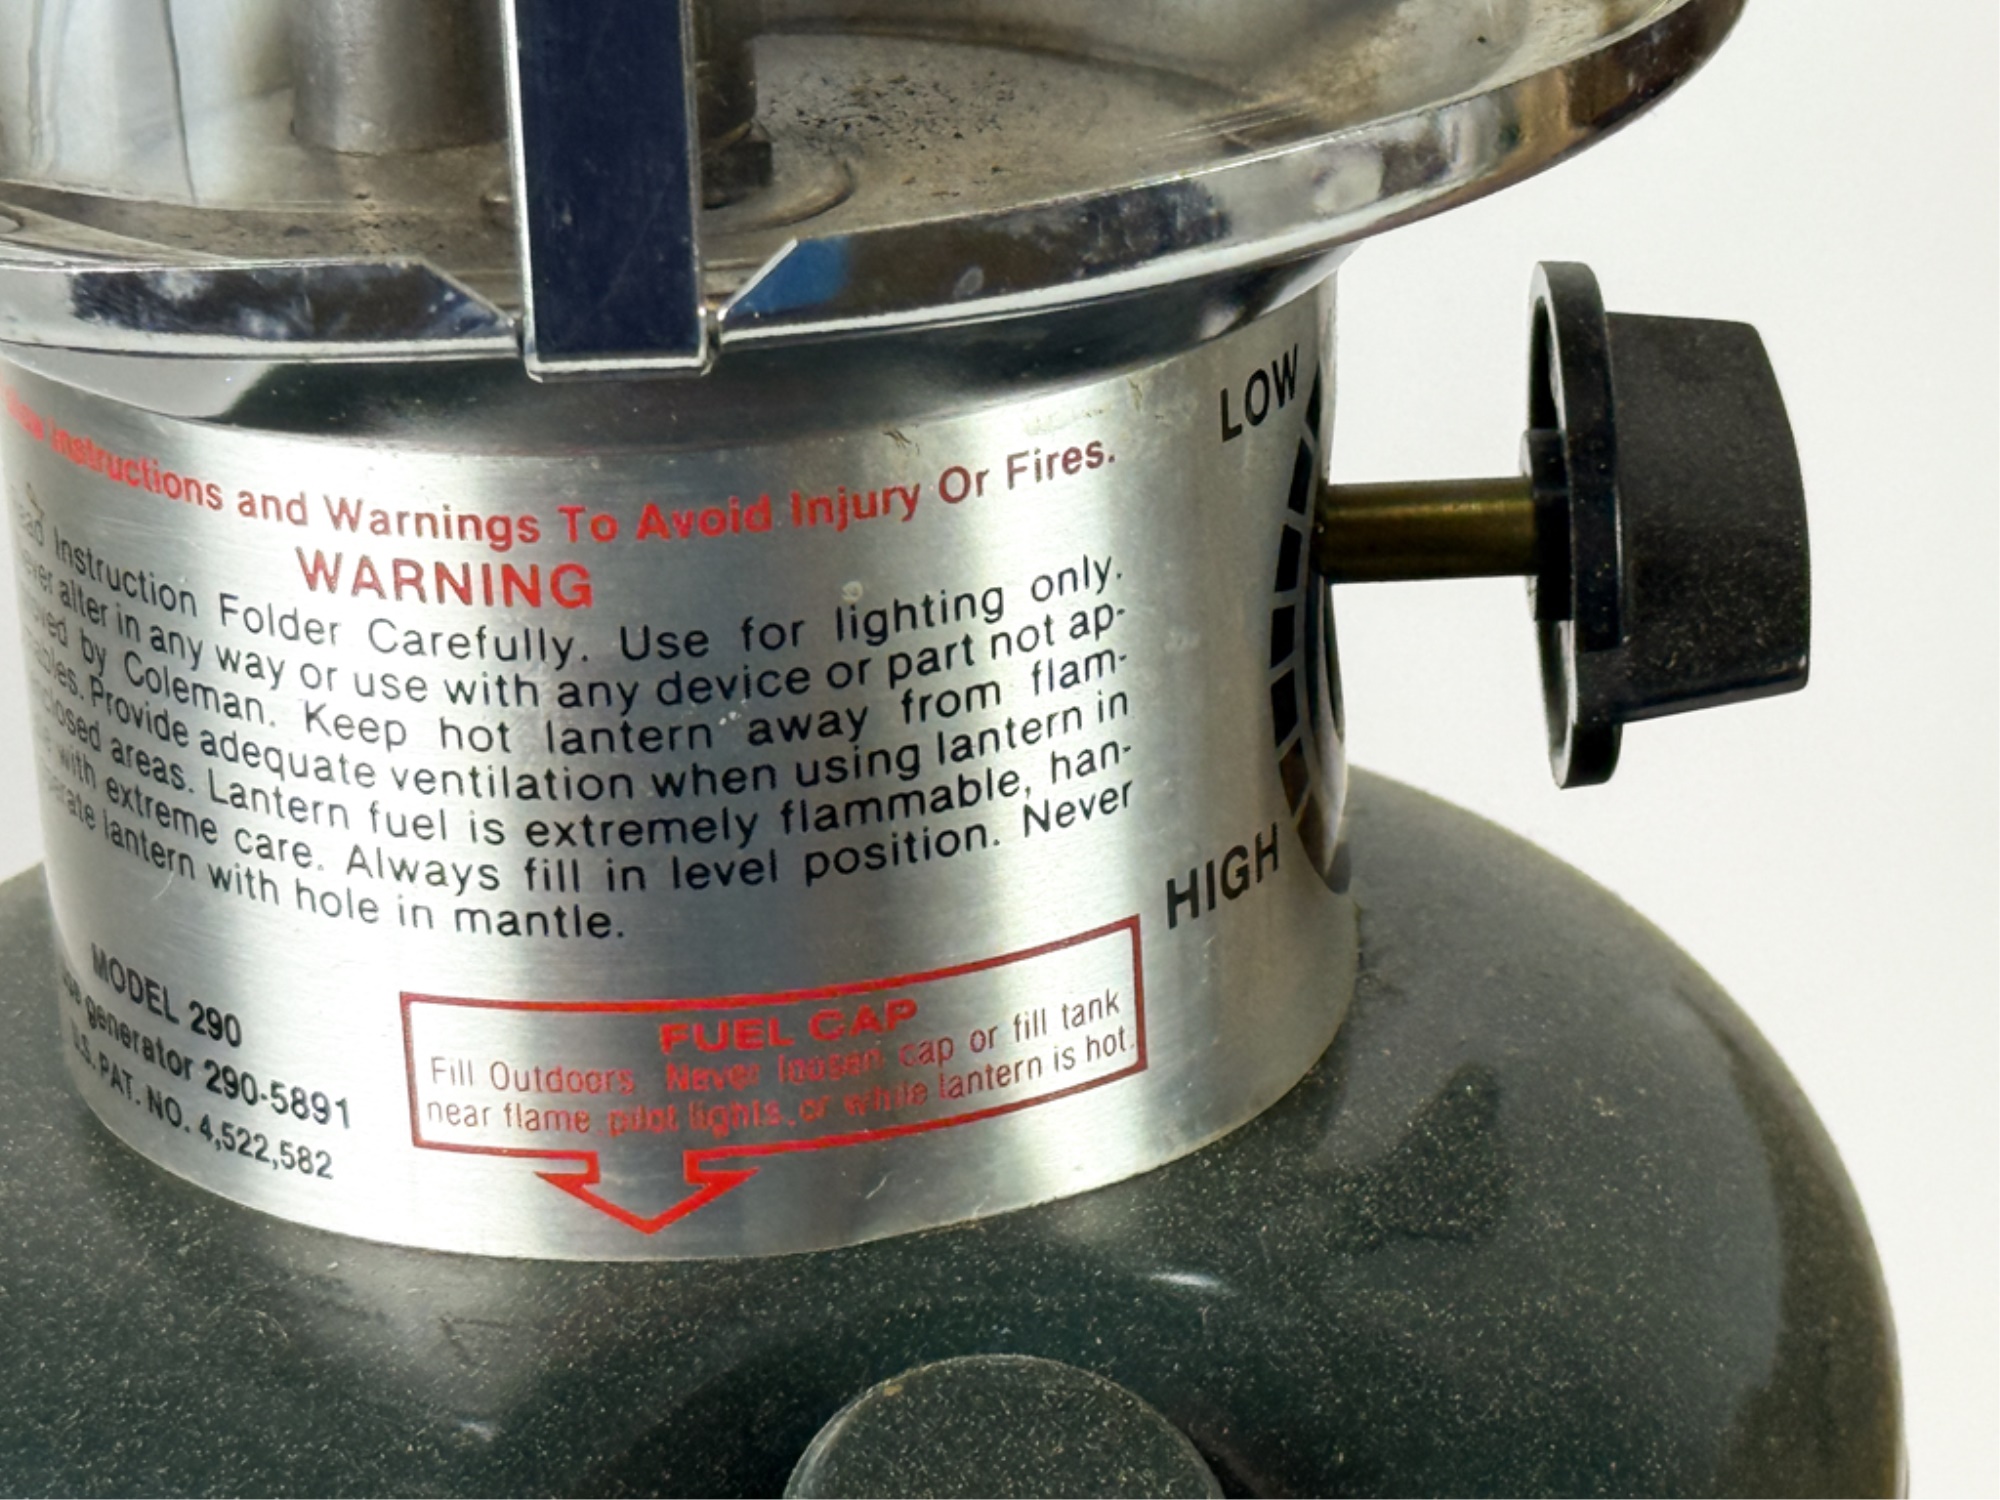 Instructions and Warnings To Avoid Injury Or Fires.
WARNING
Instruction Folder Carefully. Use for lighting only.
alter in any way or use with any device or part not ap-
by Coleman. Keep hot lantern away from flam-
Provide adequate ventilation when using lantern in
areas. Lantern fuel is extremely flammable, han-
with extreme care. Always fill in level position. Never
lantern with hole in mantle.
LOW
HIGH
MODEL 290
generator 290-5891
U.S. PAT. NO. 4,522,582
FUEL CAP
Fill Outdoors Never loosen cap or fill tank
near flame, pilot lights, or while lantern is hot.